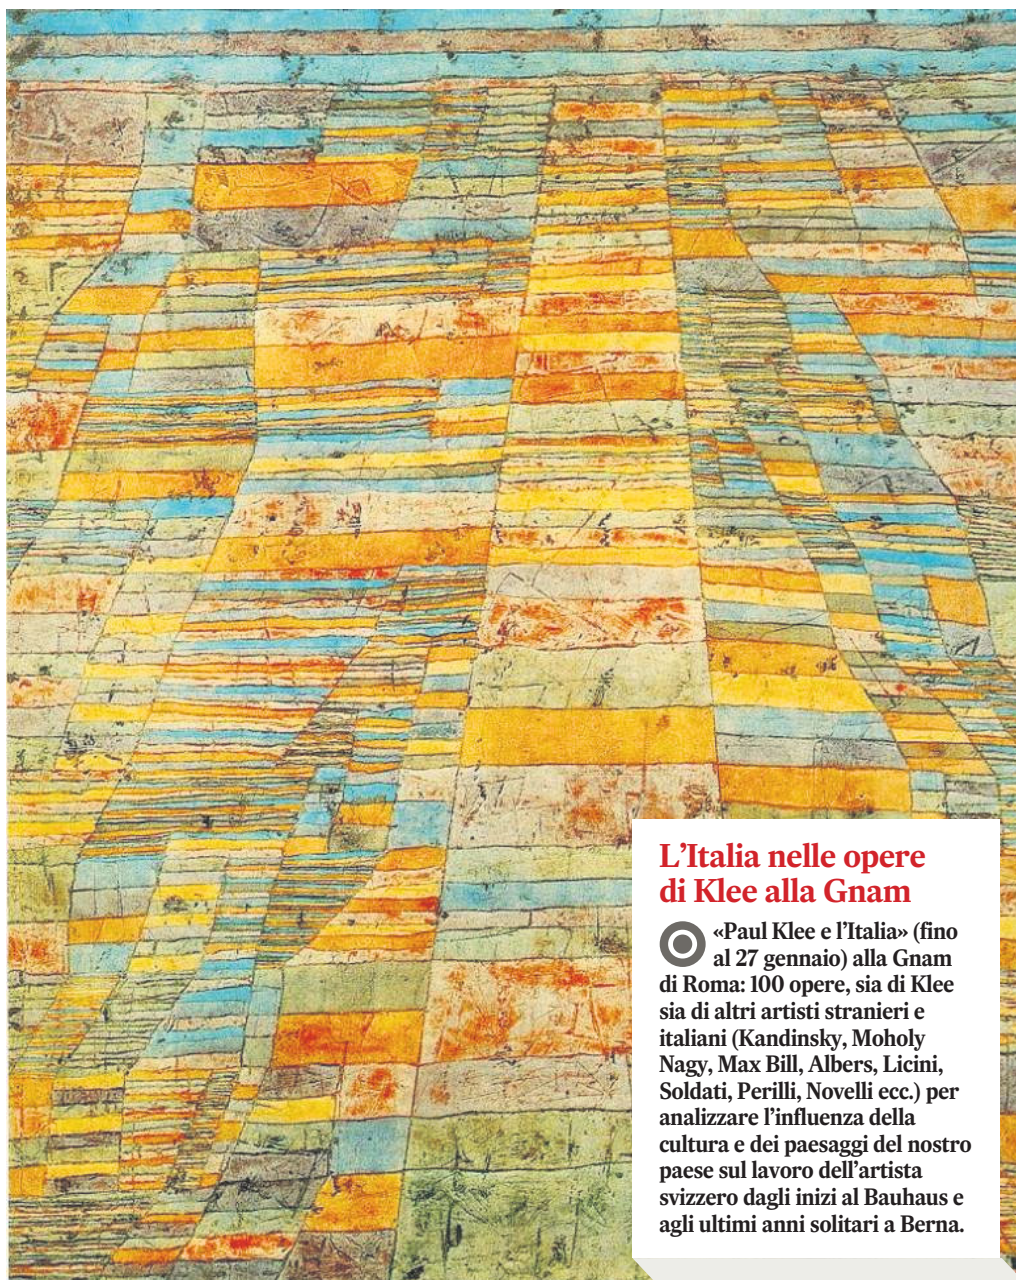 L’Italia nelle opere
di Klee alla Gnam
«Paul Klee e l’Italia» (fino
al 27 gennaio) alla Gnam
di Roma: 100 opere, sia di Klee
sia di altri artisti stranieri e
italiani (Kandinsky, Moholy
Nagy, Max Bill, Albers, Licini,
Soldati, Perilli, Novelli ecc.) per
analizzare l’influenza della
cultura e dei paesaggi del nostro
paese sul lavoro dell’artista
svizzero dagli inizi al Bauhaus e
agli ultimi anni solitari a Berna.